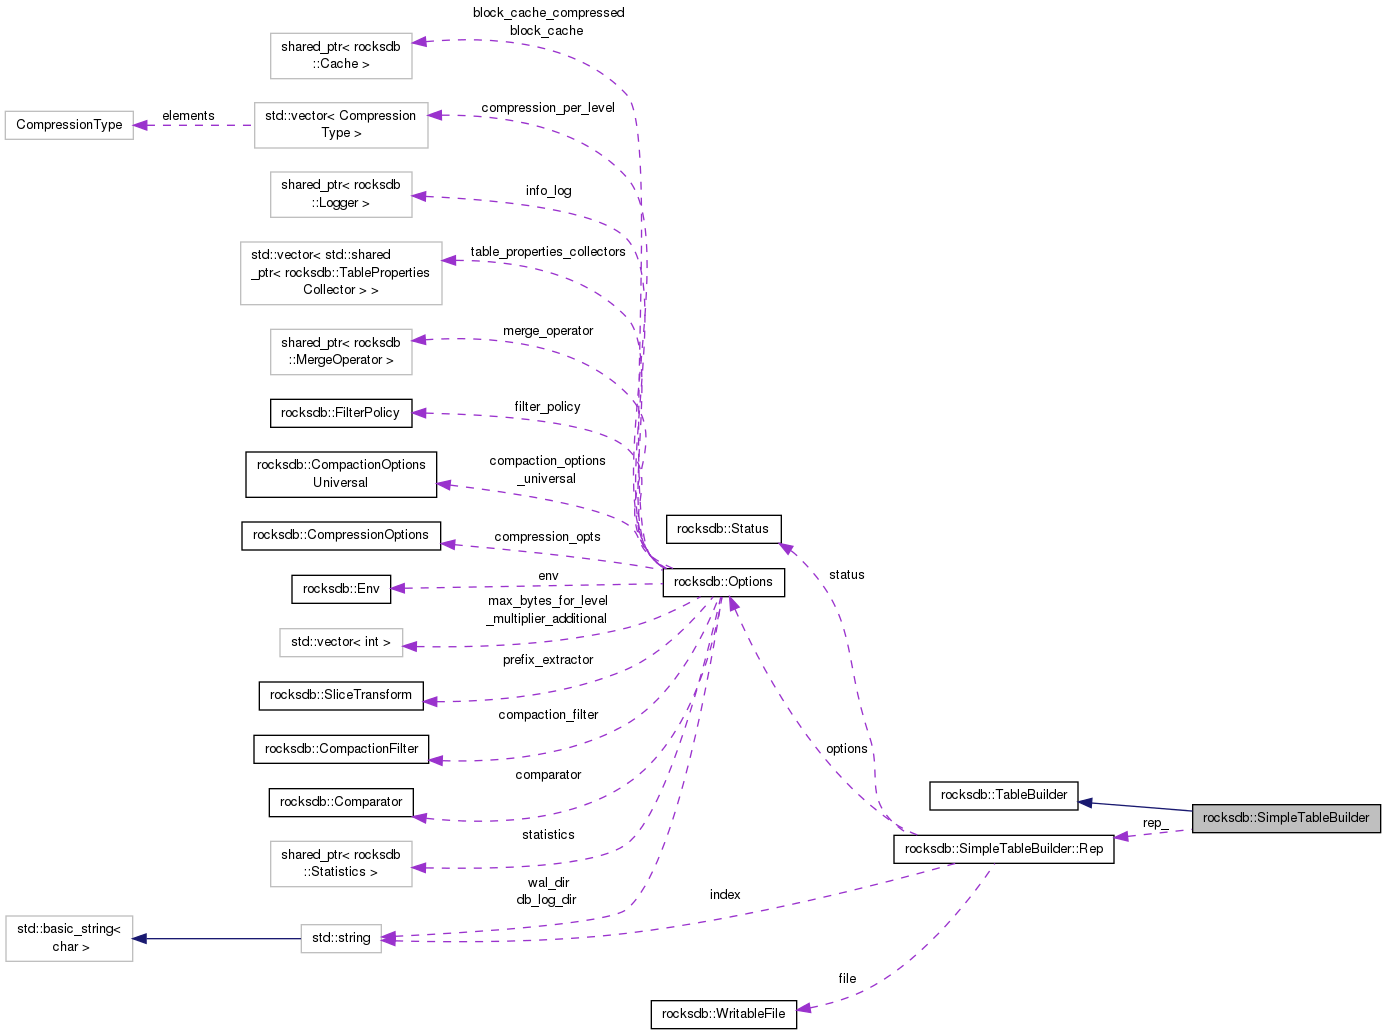 block_cache_compressed
block_cache
shared_ptr< rocksdb
::Cache >
compression_per_level
elements
std::vector< Compression
Type >
CompressionType
info_log
shared_ptr< rocksdb
::Logger >
table_properties_collectors
std::vector< std::shared
_ptr< rocksdb::TableProperties
Collector > >
merge_operator
shared_ptr< rocksdb
::MergeOperator >
filter_policy
rocksdb::FilterPolicy
compaction_options
_universal
rocksdb::CompactionOptions
Universal
compression_opts
rocksdb::CompressionOptions
rocksdb::Status
env
rocksdb::Env
rocksdb::Options
status
max_bytes_for_level
_multiplier_additional
std::vector< int >
prefix_extractor
rocksdb::SliceTransform
compaction_filter
rocksdb::CompactionFilter
options
comparator
rocksdb::Comparator
rocksdb::TableBuilder
rocksdb::SimpleTableBuilder
rep_
rocksdb::SimpleTableBuilder::Rep
statistics
shared_ptr< rocksdb
::Statistics >
wal_dir
db_log_dir
index
std::basic_string<
char >
std::string
file
rocksdb::WritableFile